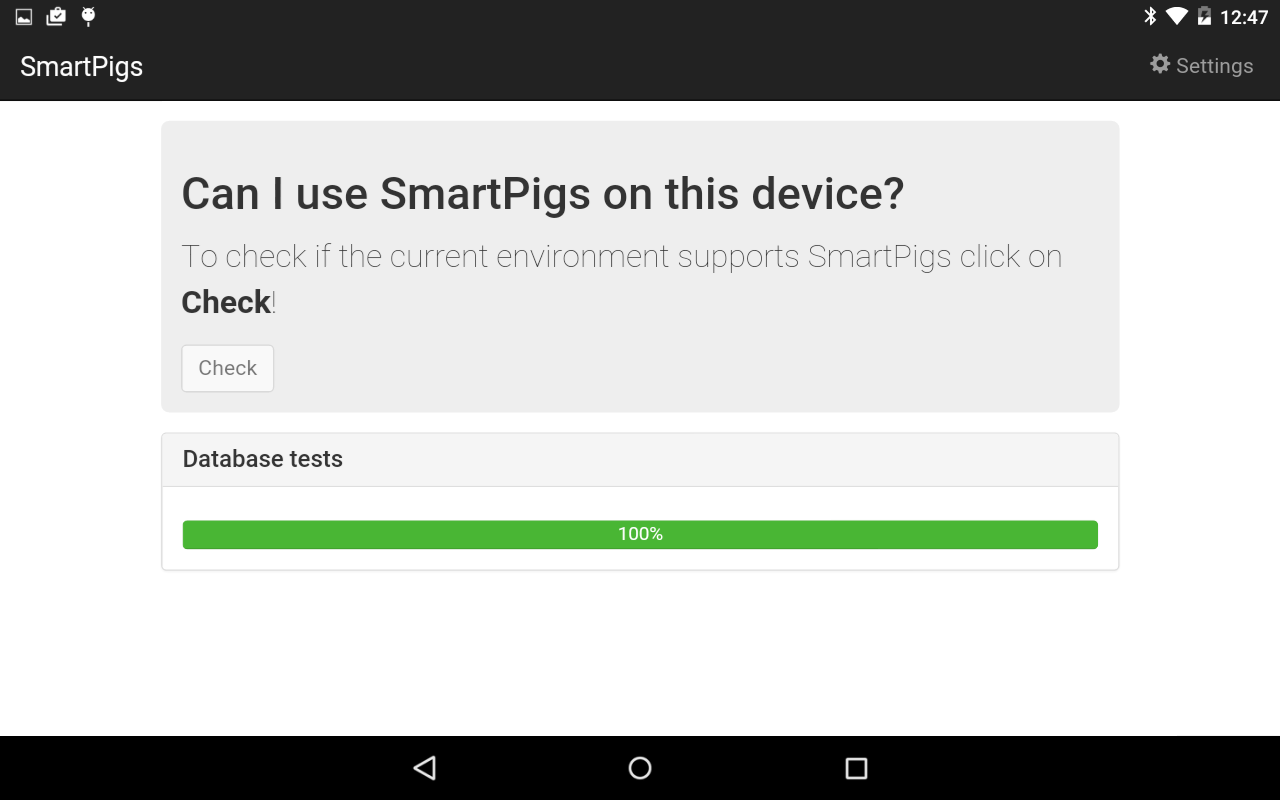 12:47
SmartPigs
Settings
Can I use SmartPigs on this device?
To check if the current environment supports SmartPigs click on
Check!
Check
Database tests
100%